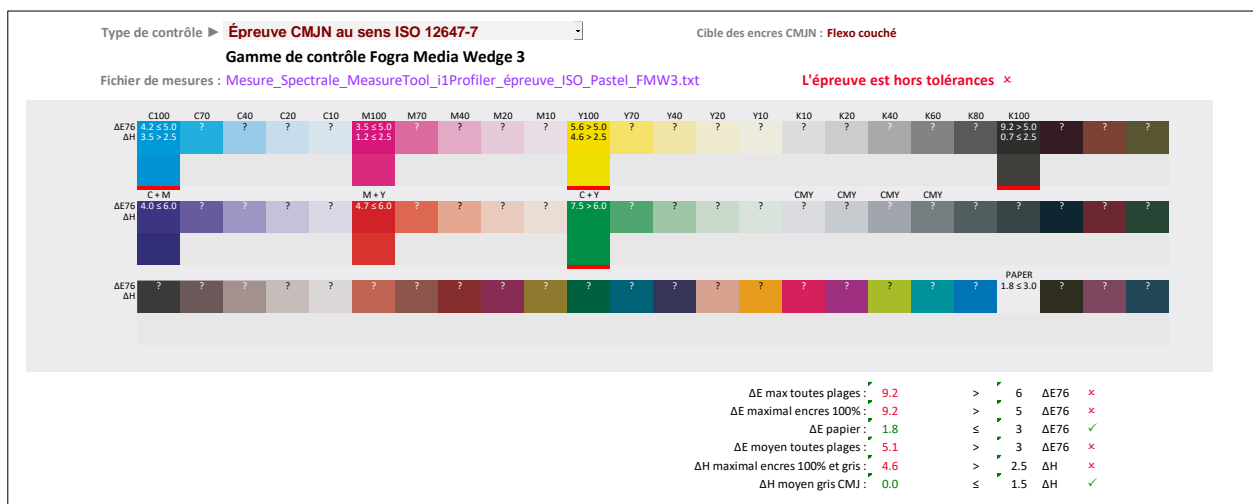 Type de contrôle ► Épreuve CMJN au sens ISO 12647-7 Cible des encres CMJN : Flexo couché
Gamme de contrôle Fogra Media Wedge 3
Fichier de mesures : Mesure_Spectrale_MeasureTool_i1Profiler_épreuve_ISO_Pastel_FMW3.txt L'épreuve est hors tolérances ×
C100 C70 C40 C20 C10 M100 M70 M40 M20 M10 Y100 Y70 Y40 Y20 Y10 K10 K20 K40 K60 K80 K100
ΔE76 4.2 ≤ 5.0 ? ? ? ? 3.5 ≤ 5.0 ? ? ? ? 5.6 > 5.0 ? ? ? ? ? ? ? ? ? 9.2 > 5.0 ? ? ?
ΔH 3.5 > 2.5 1.2 ≤ 2.5 4.6 > 2.5 0.7 ≤ 2.5
C + M M + Y C + Y CMY CMY CMY CMY
ΔE76 4.0 ≤ 6.0 ? ? ? ? 4.7 ≤ 6.0 ? ? ? ? 7.5 > 6.0 ? ? ? ? ? ? ? ? ? ? ? ? ?
ΔH
PAPER
ΔE76 ? ? ? ? ? ? ? ? ? ? ? ? ? ? ? ? ? ? ? ? 1.8 ≤ 3.0 ? ? ?
ΔH
ΔE max toutes plages : 9.2 > 6 ΔE76 ×
ΔE maximal encres 100% : 9.2 > 5 ΔE76 ×
ΔE papier : 1.8 ≤ 3 ΔE76 ✓
ΔE moyen toutes plages : 5.1 > 3 ΔE76 ×
ΔH maximal encres 100% et gris : 4.6 > 2.5 ΔH ×
ΔH moyen gris CMJ : 0.0 ≤ 1.5 ΔH ✓